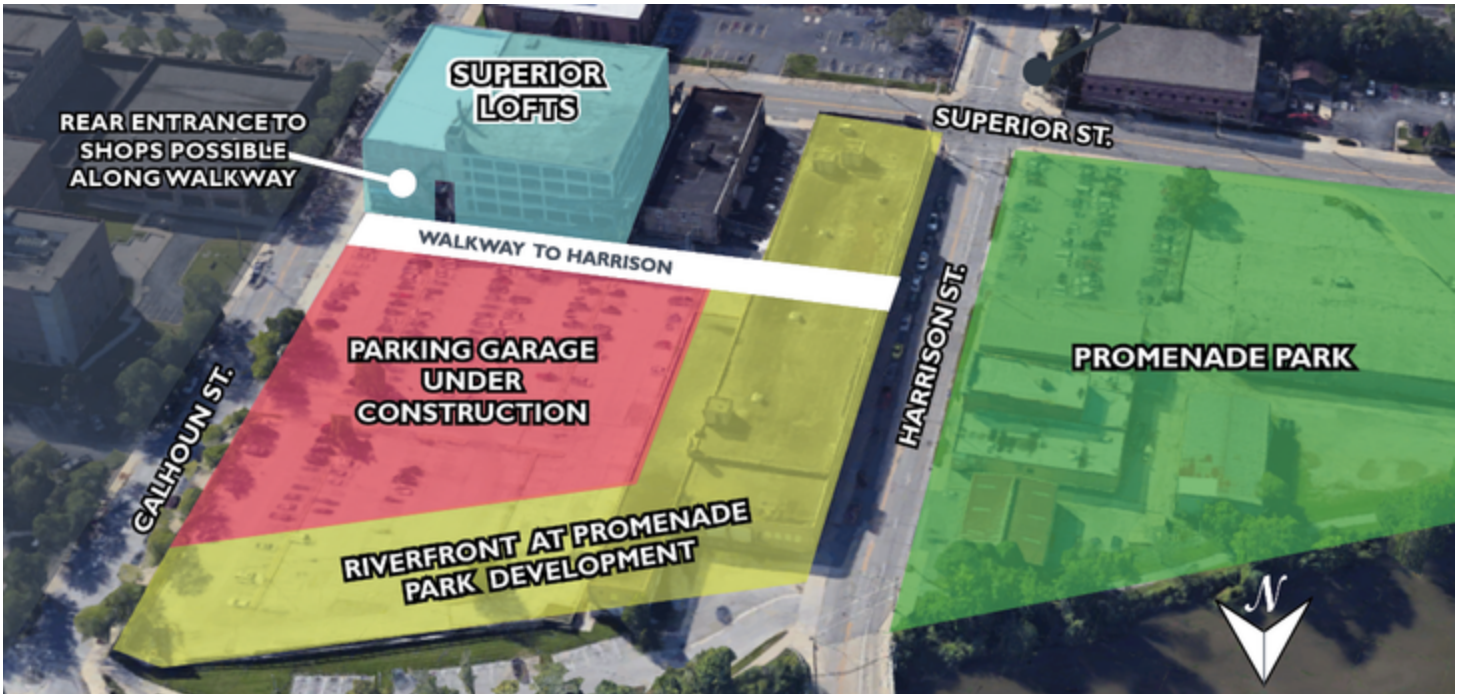 SUPERIOR
LOFTS
REAR ENTRANCE TO
SHOPS POSSIBLE
ALONG WALKWAY
SUPERIOR ST.
WALKWAY TO HARRISON
PARKING GARAGE
UNDER
CONSTRUCTION
HARRISON ST.
PROMENADE PARK
CALHOUN ST.
RIVERFRONT AT PROMENADE
PARK DEVELOPMENT
N